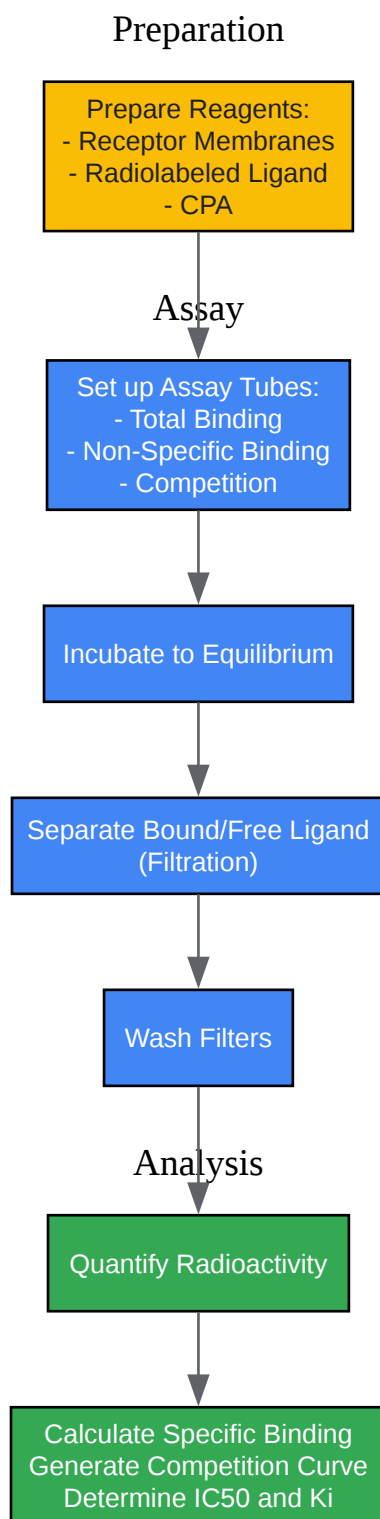 Preparation
Prepare Reagents:
- Receptor Membranes
- Radiolabeled Ligand
- CPA
Assay
Set up Assay Tubes:
- Total Binding
- Non-Specific Binding
- Competition
Incubate to Equilibrium
Separate Bound/Free Ligand
(Filtration)
Wash Filters
Analysis
Quantify Radioactivity
Calculate Specific Binding
Generate Competition Curve
Determine IC50 and Ki